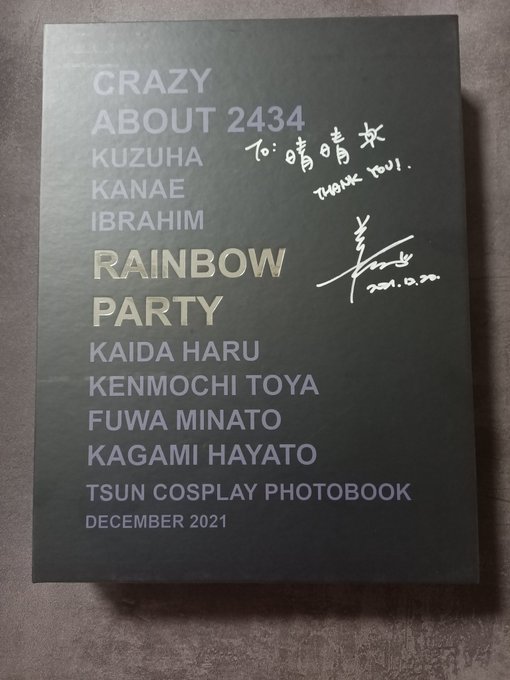 CRAZY
ABOUT 2434
KUZUHA
KANAE
IBRAHIM
RAINBOW
PARTY
KAIDA HARU
KENMOCHI TOYA
FUWA MINATO
KAGAMI HAYATO
TSUN COSPLAY PHOTOBOOK
DECEMBER 2021
To: 晴晴
THANK YOU!
2021.12.20.